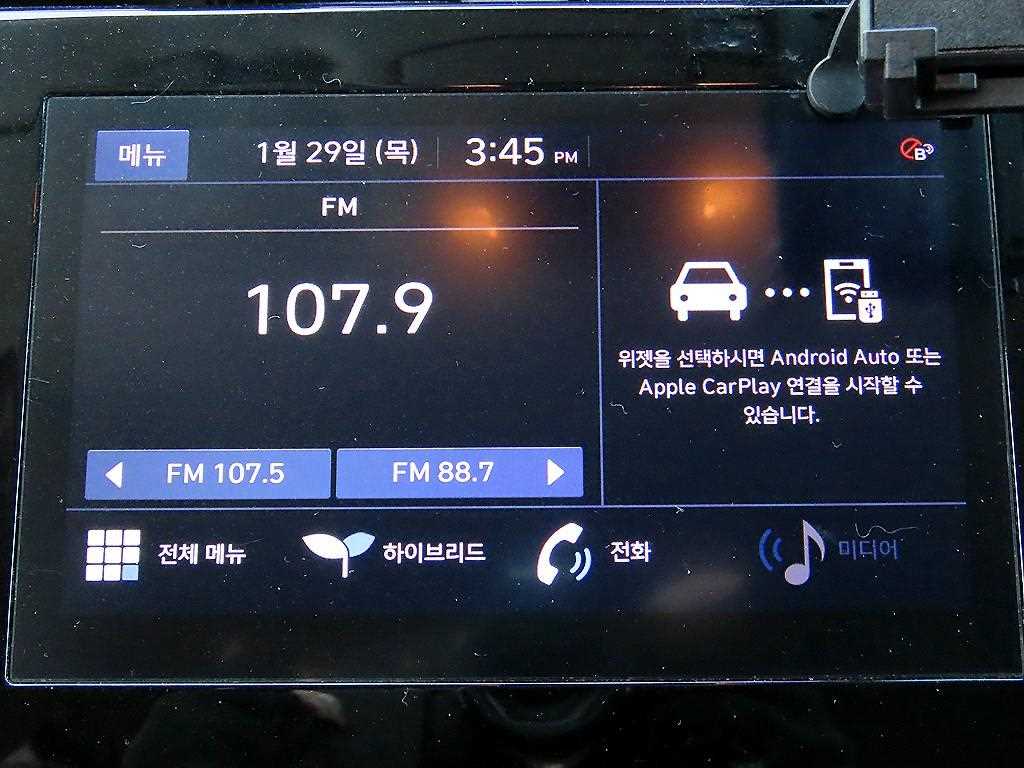 메뉴
1월 29일 (목)
3:45 PM
B
FM
107.9
위젯을 선택하시면 Android Auto 또는
Apple CarPlay 연결을 시작할 수
있습니다.
FM 107.5
FM 88.7
전체 메뉴
하이브리드
전화
미디어